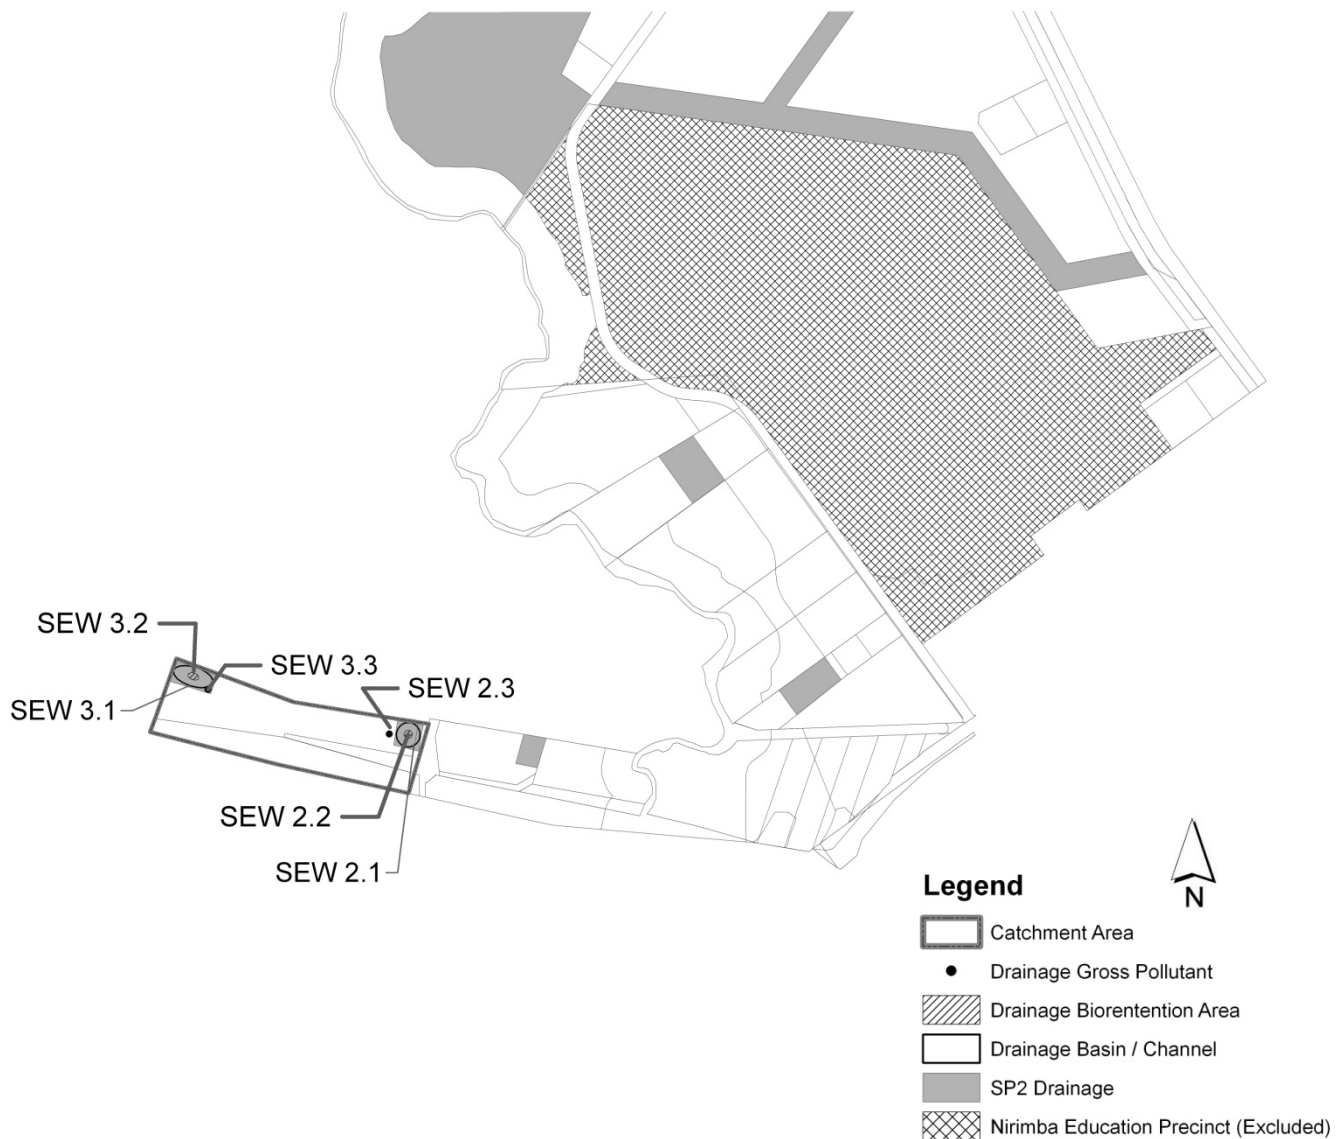 SEW 3.2
SEW 3.3
SEW 2.3
SEW 3.1
SEW 2.2
SEW 2.1
N
Legend
Catchment Area
Drainage Gross Pollutant
Drainage Biorentention Area
Drainage Basin / Channel
SP2 Drainage
Nirimba Education Precinct (Excluded)